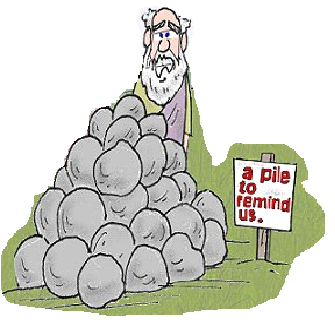 a pile
to
remind
us.